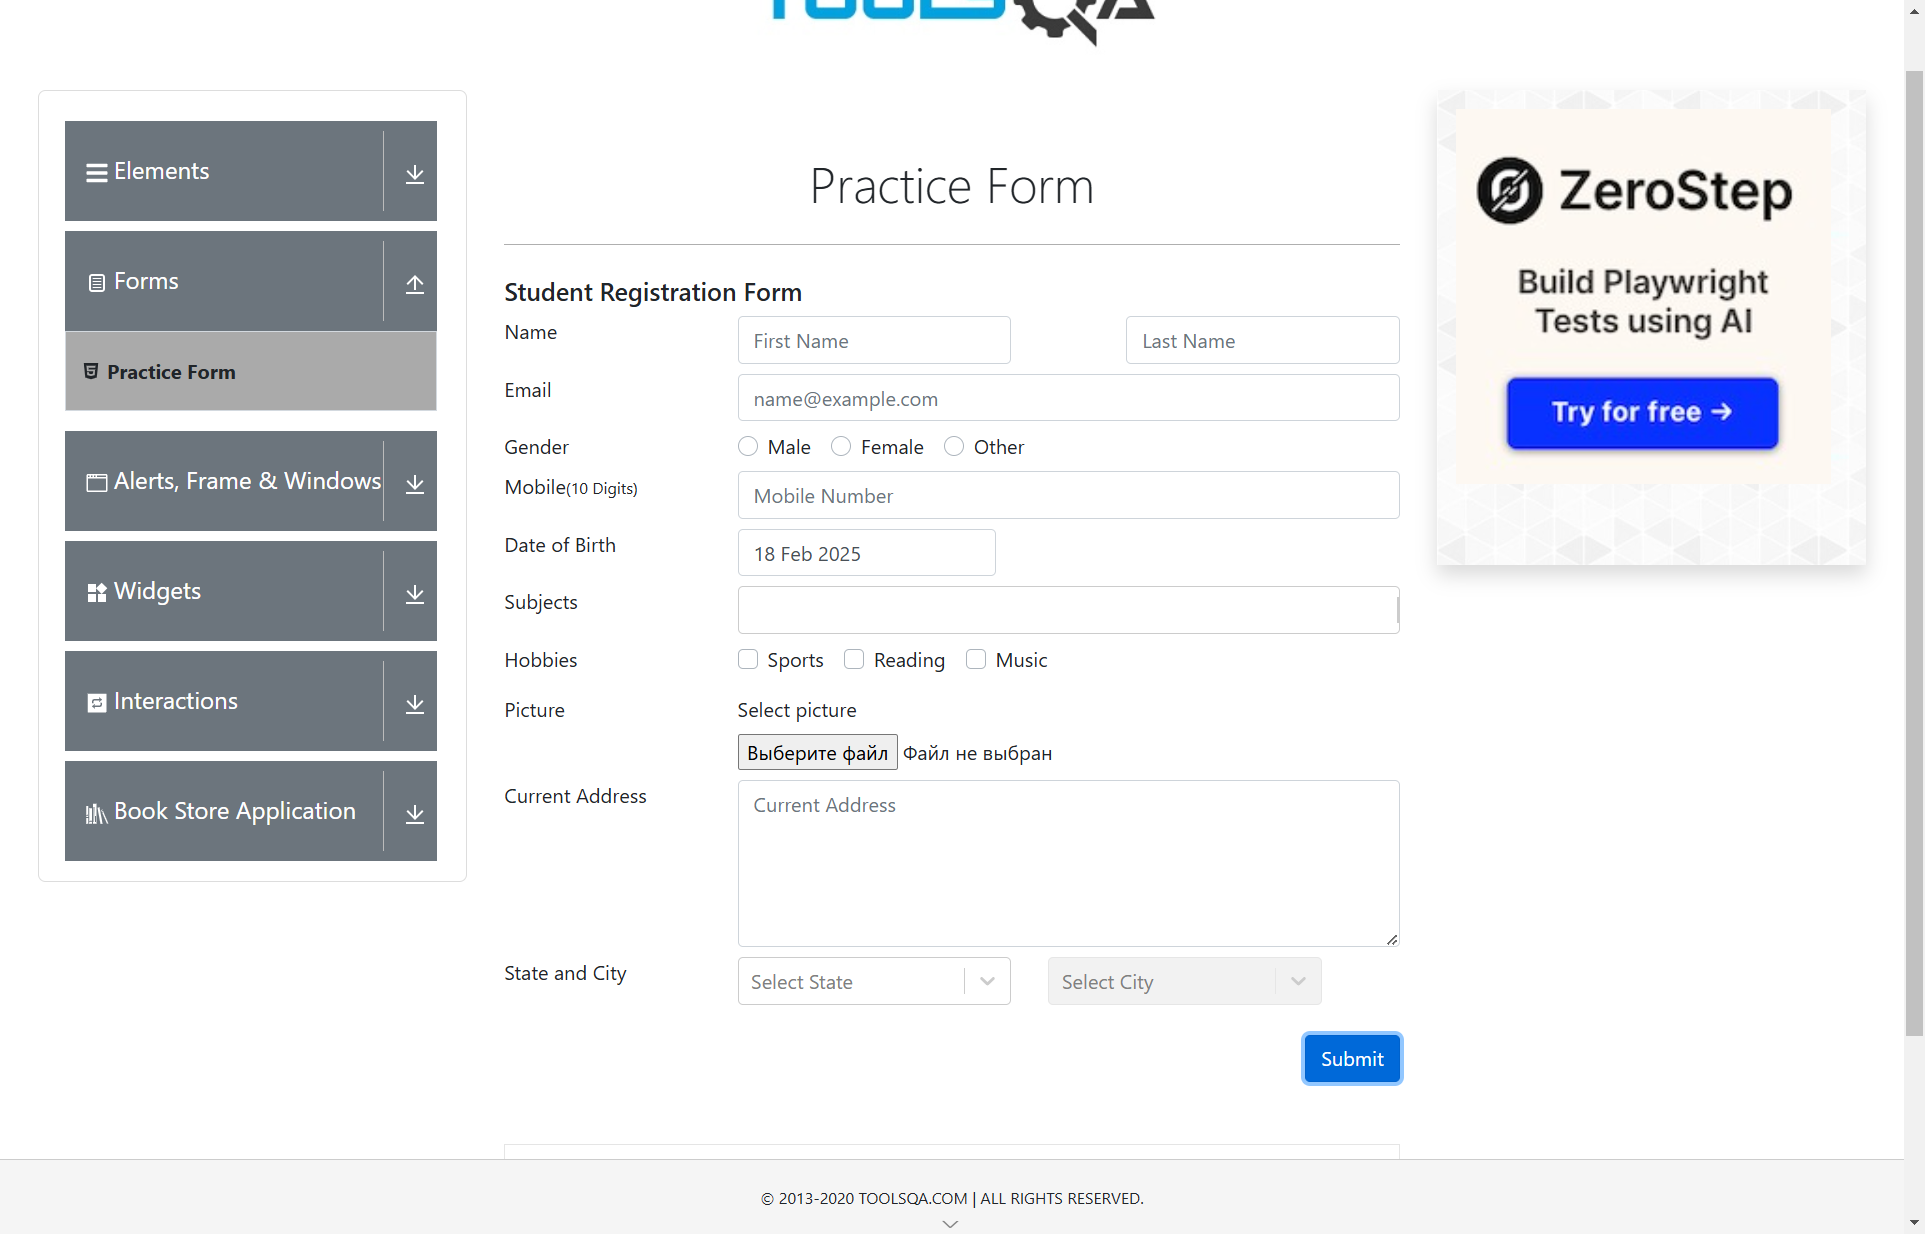 TOOLSQA
Elements
Forms
Practice Form
Alerts, Frame & Windows
Widgets
Interactions
Book Store Application
Practice Form
Student Registration Form
Name
First Name
Last Name
Email
name@example.com
Gender
Male
Female
Other
Mobile(10 Digits)
Mobile Number
Date of Birth
18 Feb 2025
Subjects
Hobbies
Sports
Reading
Music
Picture
Select picture
Выберите файл
Файл не выбран
Current Address
Current Address
State and City
Select State
Select City
Submit
ZeroStep
Build Playwright
Tests using AI
Try for free →
© 2013-2020 TOOLSQA.COM | ALL RIGHTS RESERVED.